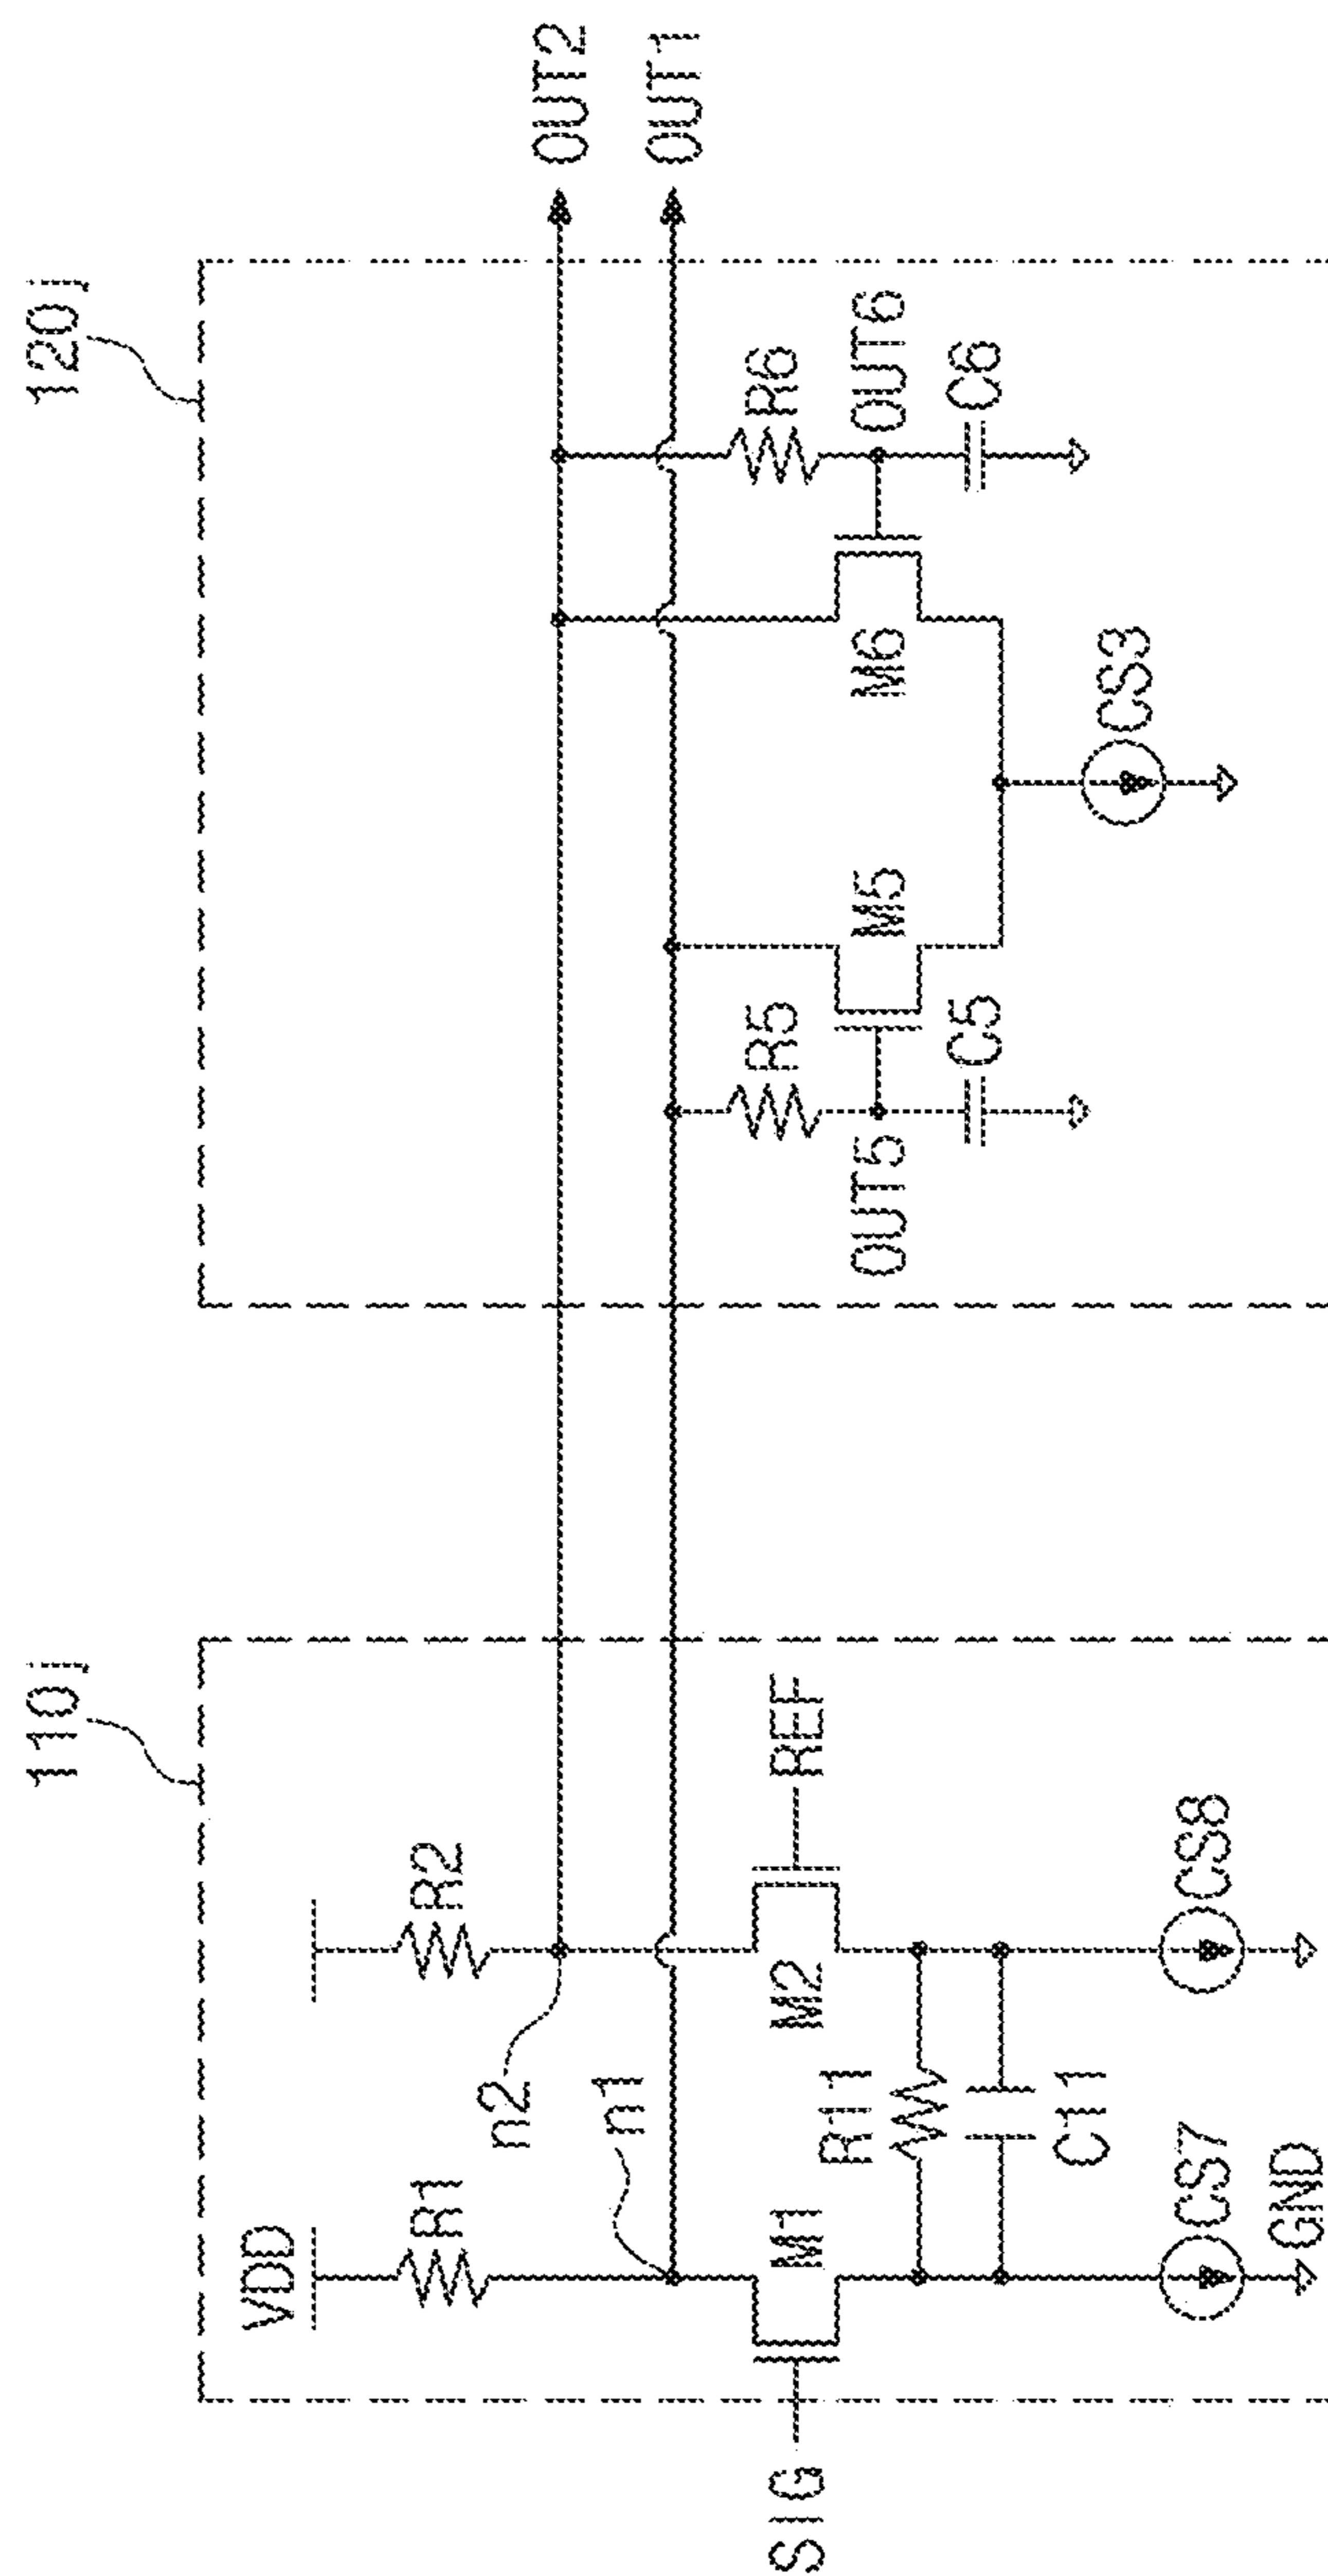 110J
120J
VDD
R1
R2
n2
OUT2
n1
OUT1
R5
R6
SIG
M1
M2
REF
OUT5
M5
M6
OUT6
R11
C5
C6
C11
CS3
CS7
CS8
GND